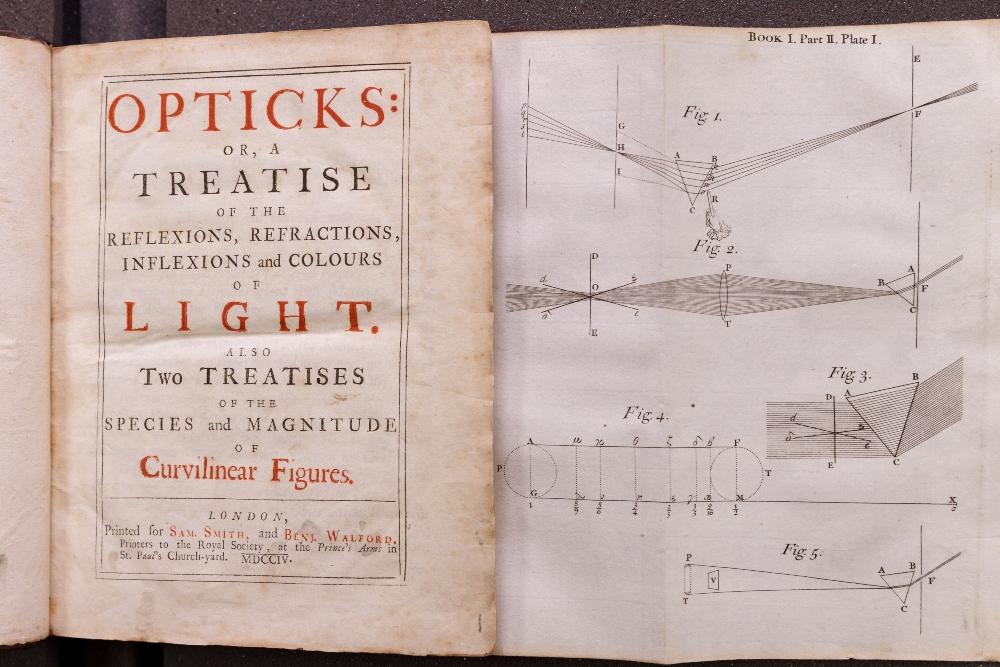 OPTICKS:
OR, A
TREATISE
OF THE
REFLEXIONS, REFRACTIONS,
INFLEXIONS and COLOURS
OF
LIGHT.
ALSO
Two TREATISES
OF THE
SPECIES and MAGNITUDE
OF
Curvilinear Figures.
LONDON,
Printed for SAM. SMITH, and BENJ. WALFORD,
Printers to the Royal Society, at the Prince's Arms in
St. Paul's Church-yard. MDCCIV.
BOOK I. Part II. Plate I.
Fig. 1.
E
F
G
H
I
A
B
R
C
Fig. 2.
D
O
E
P
T
B
A
F
C
Fig. 3.
D
A
B
E
C
Fig. 4.
A
F
P
T
G
M
X
Fig. 5.
P
V
T
A
B
F
C